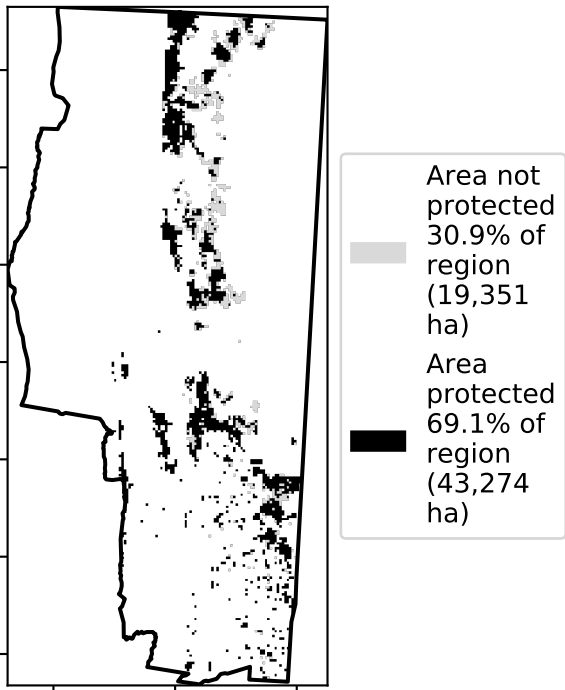 Area not
protected
30.9% of
region
(19,351
ha)
Area
protected
69.1% of
region
(43,274
ha)